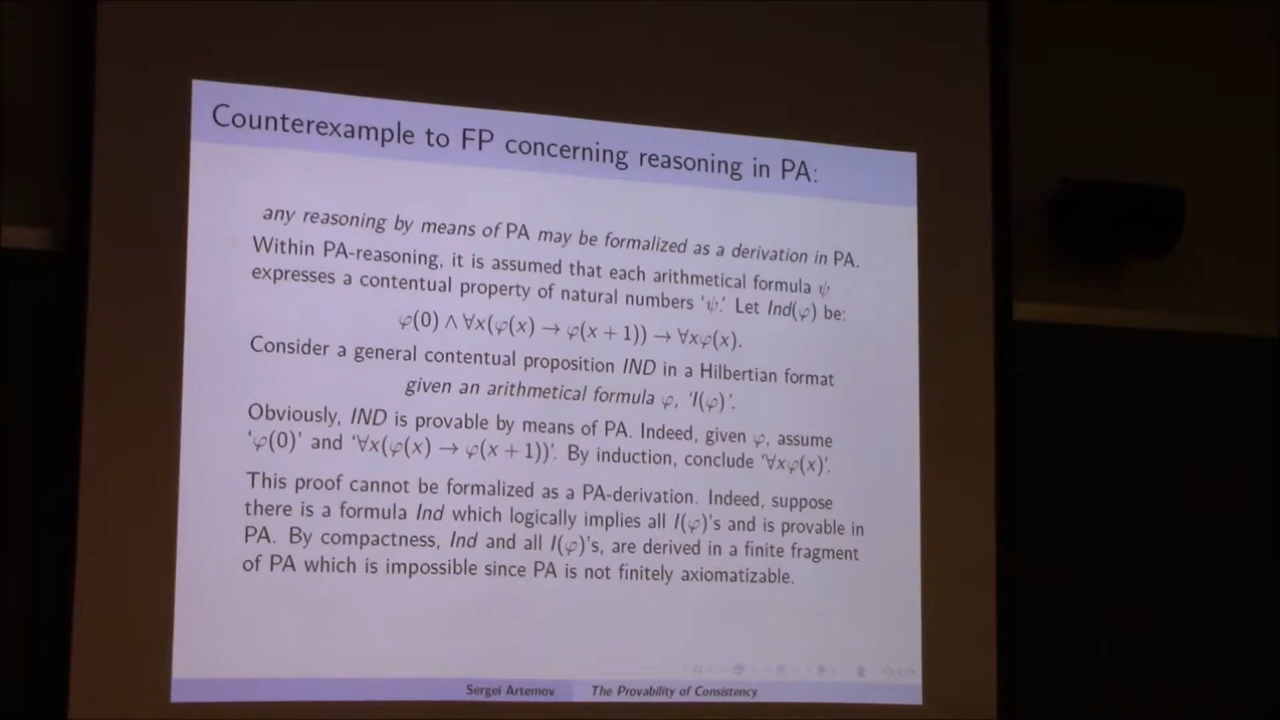 Counterexample to FP concerning reasoning in PA:
any reasoning by means of PA may be formalized as a derivation in PA.
Within PA-reasoning, it is assumed that each arithmetical formula ψ
expresses a contentual property of natural numbers ‘ψ.’ Let Ind(φ) be:
φ(0) ∧ ∀x(φ(x) → φ(x + 1)) → ∀xφ(x).
Consider a general contentual proposition IND in a Hilbertian format
given an arithmetical formula φ, ‘I(φ)’.
Obviously, IND is provable by means of PA. Indeed, given φ, assume
‘φ(0)’ and ‘∀x(φ(x) → φ(x + 1))’. By induction, conclude ‘∀xφ(x)’.
This proof cannot be formalized as a PA-derivation. Indeed, suppose
there is a formula Ind which logically implies all I(φ)'s and is provable in
PA. By compactness, Ind and all I(φ)'s, are derived in a finite fragment
of PA which is impossible since PA is not finitely axiomatizable.
Sergei Artemov The Provability of Consistency